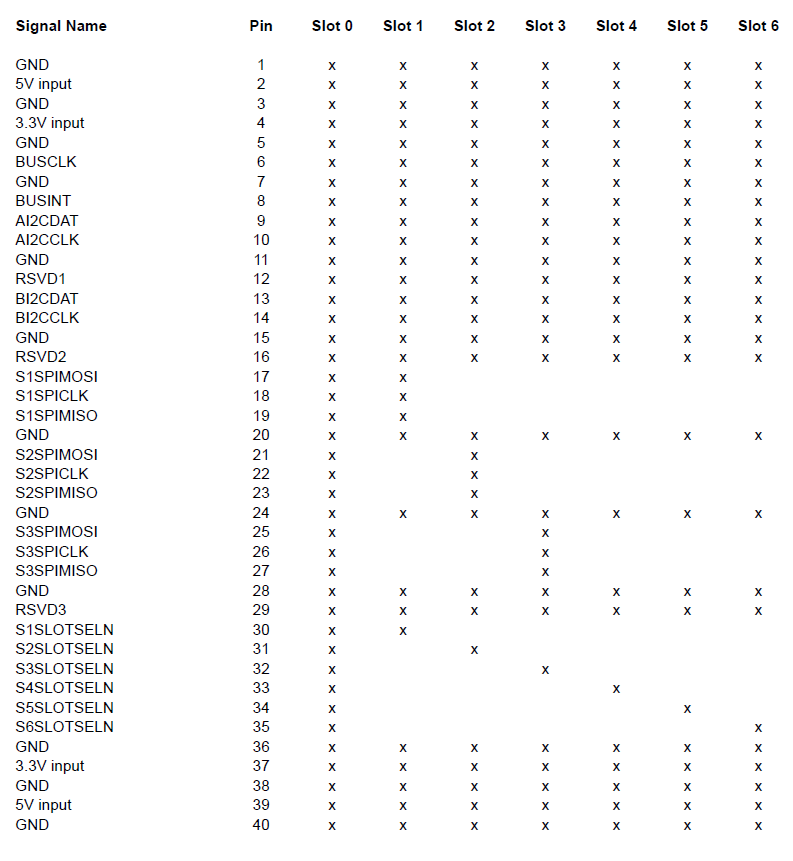 Signal Name Pin Slot 0 Slot 1 Slot 2 Slot 3 Slot 4 Slot 5 Slot 6
GND 1 x x x x x x x
5V input 2 x x x x x x x
GND 3 x x x x x x x
3.3V input 4 x x x x x x x
GND 5 x x x x x x x
BUSCLK 6 x x x x x x x
GND 7 x x x x x x x
BUSINT 8 x x x x x x x
AI2CDAT 9 x x x x x x x
AI2CCLK 10 x x x x x x x
GND 11 x x x x x x x
RSVD1 12 x x x x x x x
BI2CDAT 13 x x x x x x x
BI2CCLK 14 x x x x x x x
GND 15 x x x x x x x
RSVD2 16 x x x x x x x
S1SPIMOSI 17 x x
S1SPICLK 18 x x
S1SPIMISO 19 x x
GND 20 x x x x x x x
S2SPIMOSI 21 x x
S2SPICLK 22 x x
S2SPIMISO 23 x x
GND 24 x x x x x x x
S3SPIMOSI 25 x x
S3SPICLK 26 x x
S3SPIMISO 27 x x
GND 28 x x x x x x x
RSVD3 29 x x x x x x x
S1SLOTSELN 30 x x
S2SLOTSELN 31 x x
S3SLOTSELN 32 x x
S4SLOTSELN 33 x x
S5SLOTSELN 34 x x
S6SLOTSELN 35 x x
GND 36 x x x x x x x
3.3V input 37 x x x x x x x
GND 38 x x x x x x x
5V input 39 x x x x x x x
GND 40 x x x x x x x